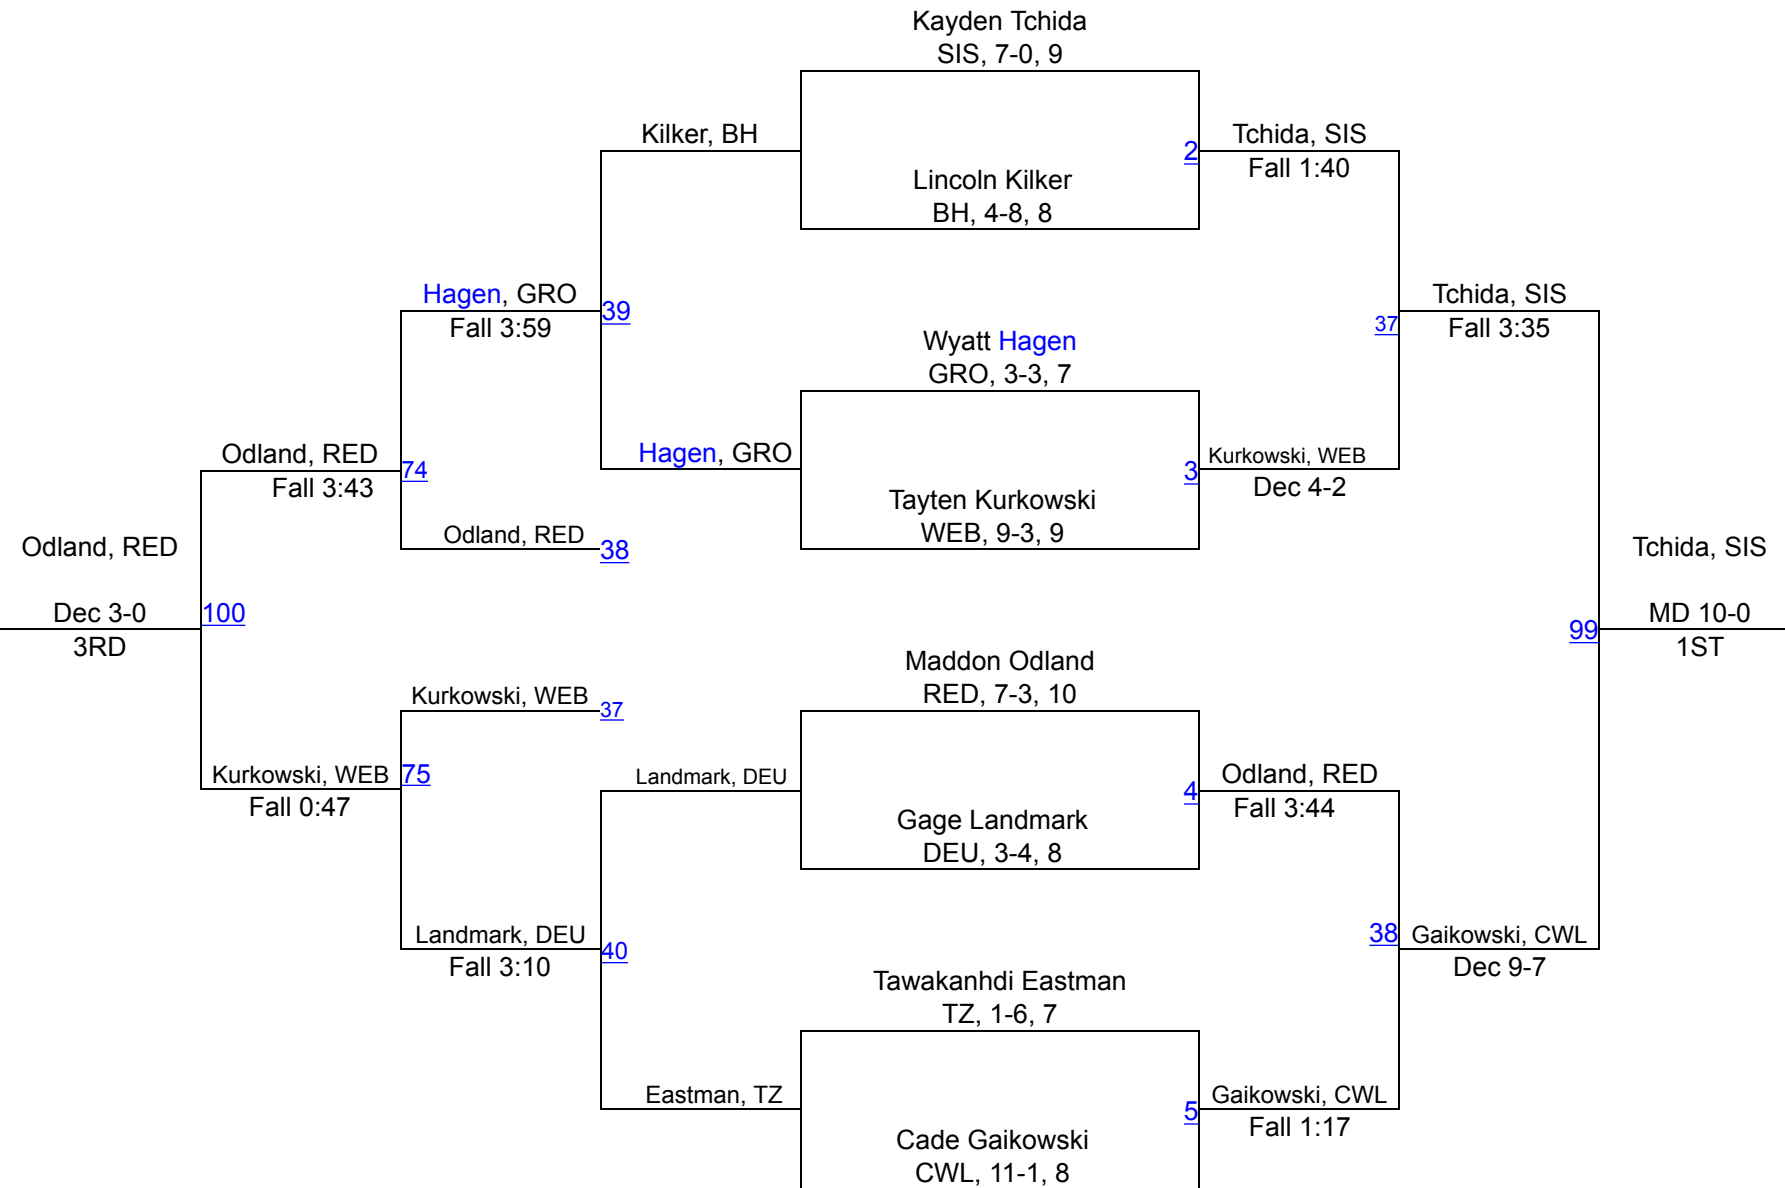 Kayden Tchida
SIS, 7-0, 9
Kilker, BH
2
Tchida, SIS
Fall 1:40
Lincoln Kilker
BH, 4-8, 8
Hagen, GRO
39
Fall 3:59
Tchida, SIS
37
Fall 3:35
Wyatt Hagen
GRO, 3-3, 7
Odland, RED
74
Fall 3:43
Hagen, GRO
3
Kurkowski, WEB
Dec 4-2
Tayten Kurkowski
WEB, 9-3, 9
Odland, RED
38
Odland, RED
Tchida, SIS
Dec 3-0
100
3RD
99
MD 10-0
1ST
Maddon Odland
RED, 7-3, 10
Kurkowski, WEB
37
Kurkowski, WEB
75
Fall 0:47
Landmark, DEU
4
Odland, RED
Fall 3:44
Gage Landmark
DEU, 3-4, 8
Landmark, DEU
40
Fall 3:10
38
Gaikowski, CWL
Dec 9-7
Tawakanhdi Eastman
TZ, 1-6, 7
Eastman, TZ
5
Gaikowski, CWL
Fall 1:17
Cade Gaikowski
CWL, 11-1, 8